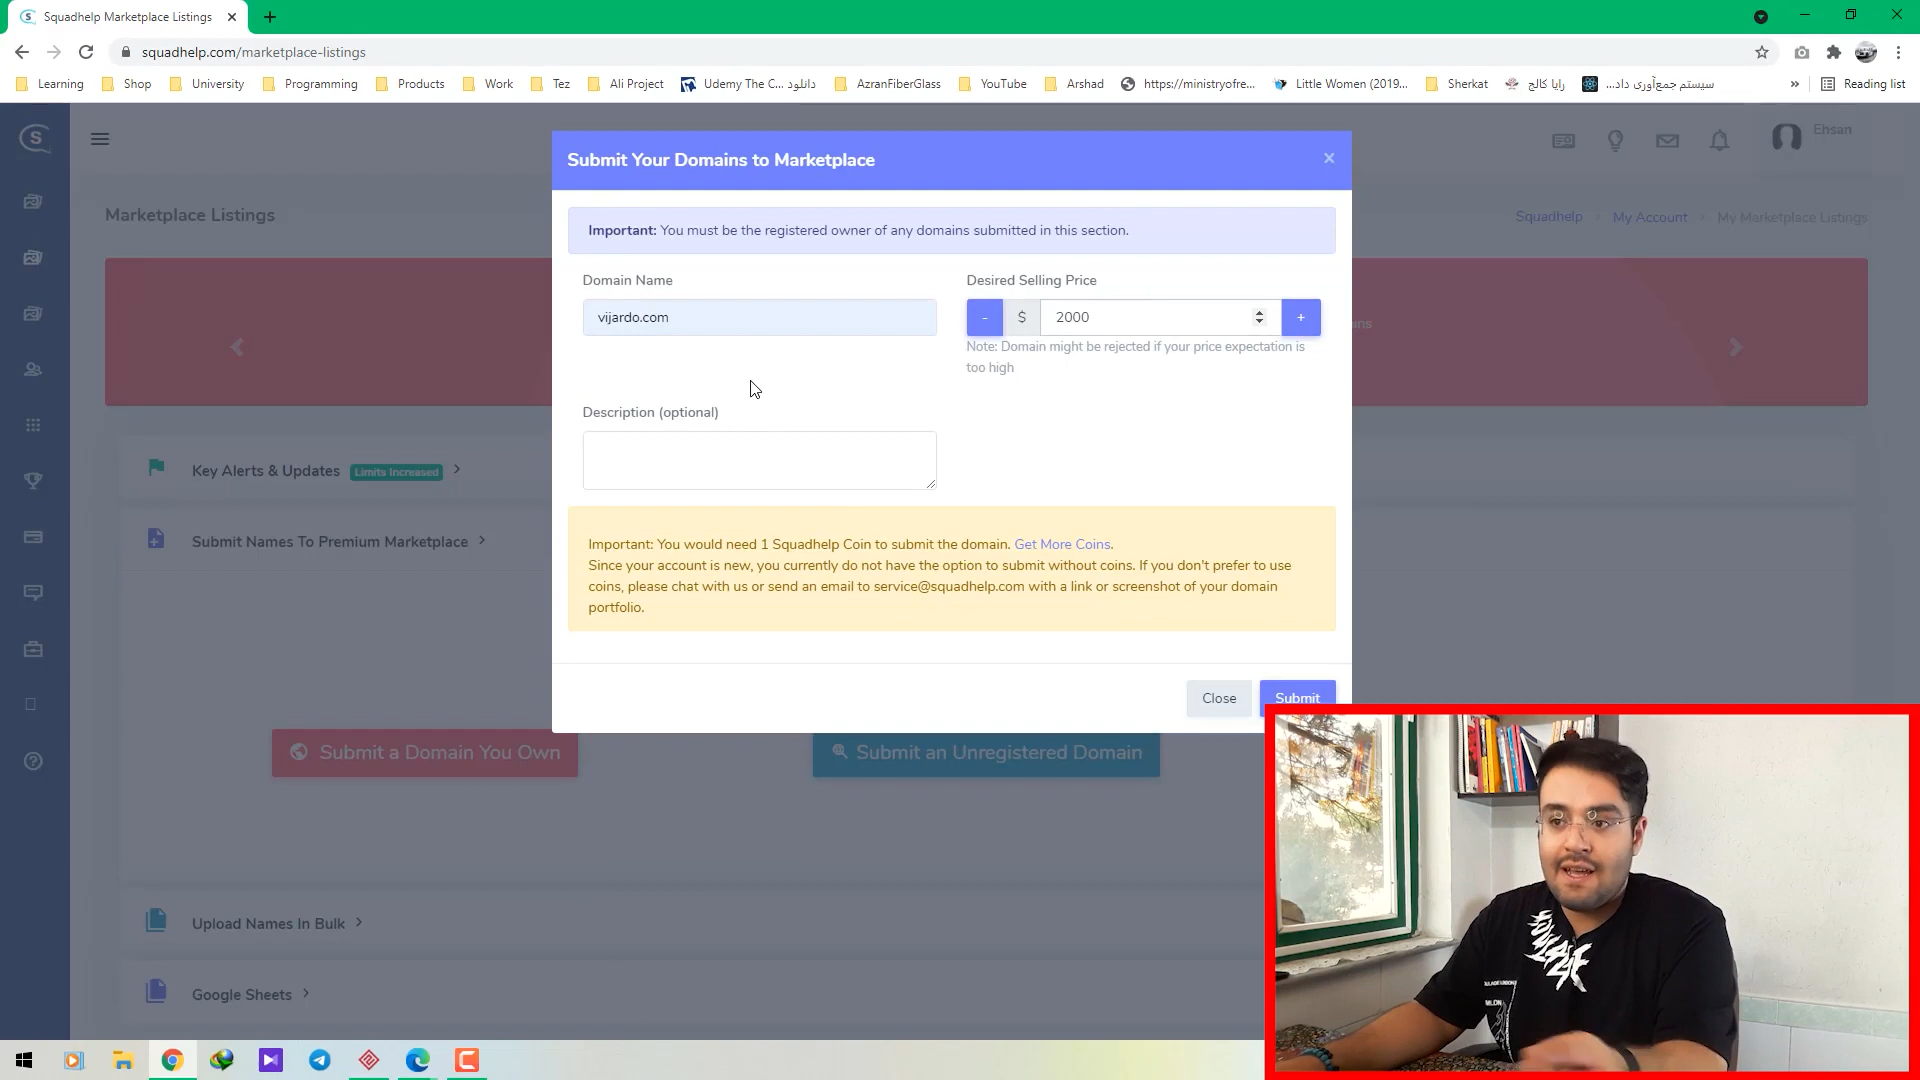 Squadhelp Marketplace Listings
squadhelp.com/marketplace-listings
Learning
Shop
University
Programming
Products
Work
Tez
Ali Project
Udemy The C... دانلود
AzranFiberGlass
YouTube
Arshad
https://ministryofre...
Little Women (2019...
Sherkat
رایا کالج
سیستم جمع‌آوری داد...
»
Reading list
S
Ehsan
Marketplace Listings
Squadhelp
My Account
My Marketplace Listings
Submit Your Domains to Marketplace
×
Important: You must be the registered owner of any domains submitted in this section.
Domain Name
Desired Selling Price
vijardo.com
- $ 2000 +
Note: Domain might be rejected if your price expectation is
too high
Description (optional)
Key Alerts & Updates Limits Increased
Submit Names To Premium Marketplace
Important: You would need 1 Squadhelp Coin to submit the domain. Get More Coins.
Since your account is new, you currently do not have the option to submit without coins. If you don't prefer to use
coins, please chat with us or send an email to service@squadhelp.com with a link or screenshot of your domain
portfolio.
Close
Submit
Submit a Domain You Own
Submit an Unregistered Domain
Upload Names In Bulk
Google Sheets